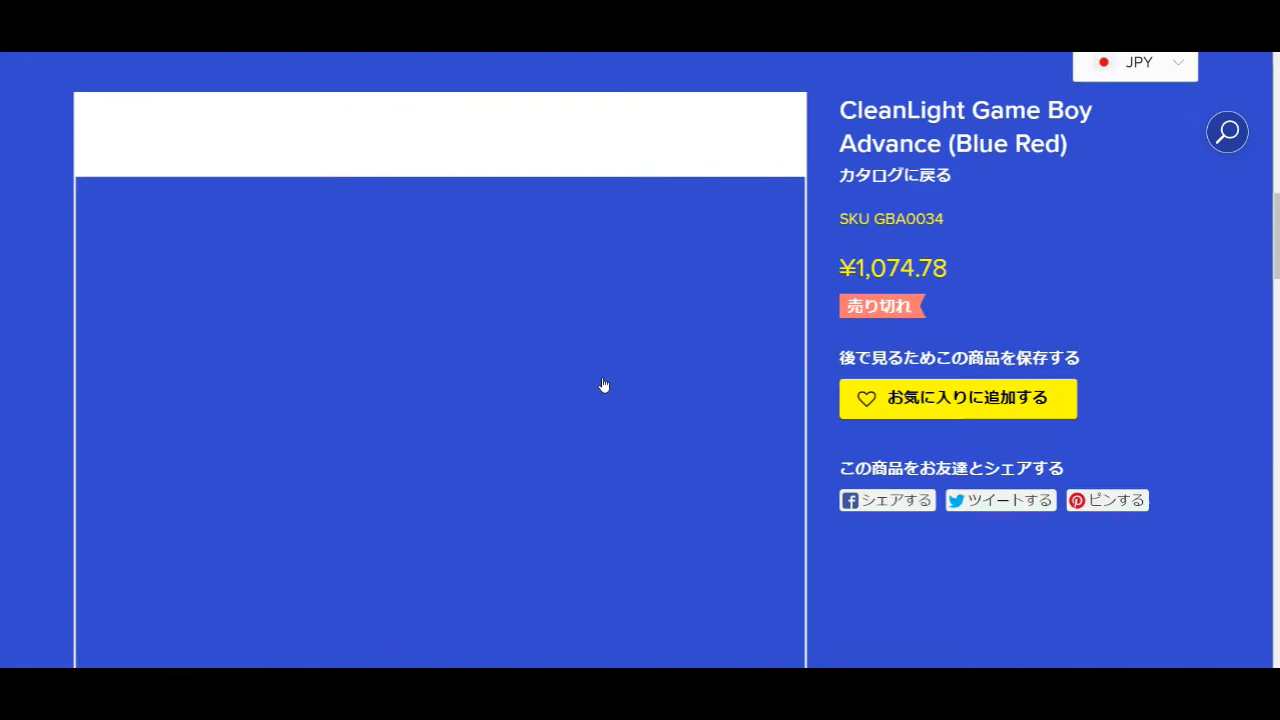 JPY
CleanLight Game Boy
Advance (Blue Red)
カタログに戻る
SKU GBA0034
¥1,074.78
売り切れ
後で見るためこの商品を保存する
お気に入りに追加する
この商品をお友達とシェアする
シェアする ツイートする ピンする